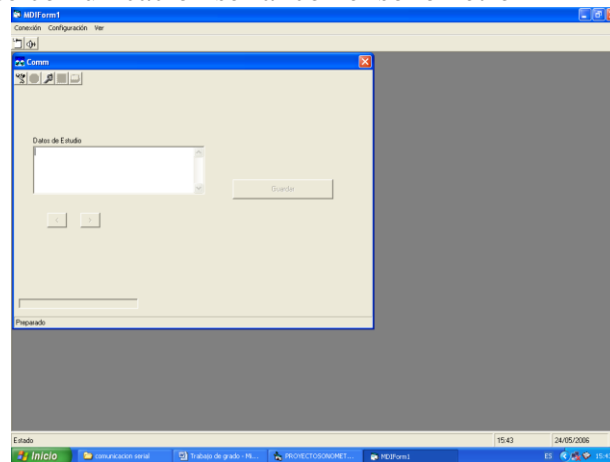 MDIForm1
Conexión Configuración Ver
Comm
Datos de Estudio
Guardar
< >
Preparado
Estado 15:43 24/05/2006
Inicio comunicacion serial Trabajo de grado - Mi... PROYECTOSONOMET... MDIForm1 ES